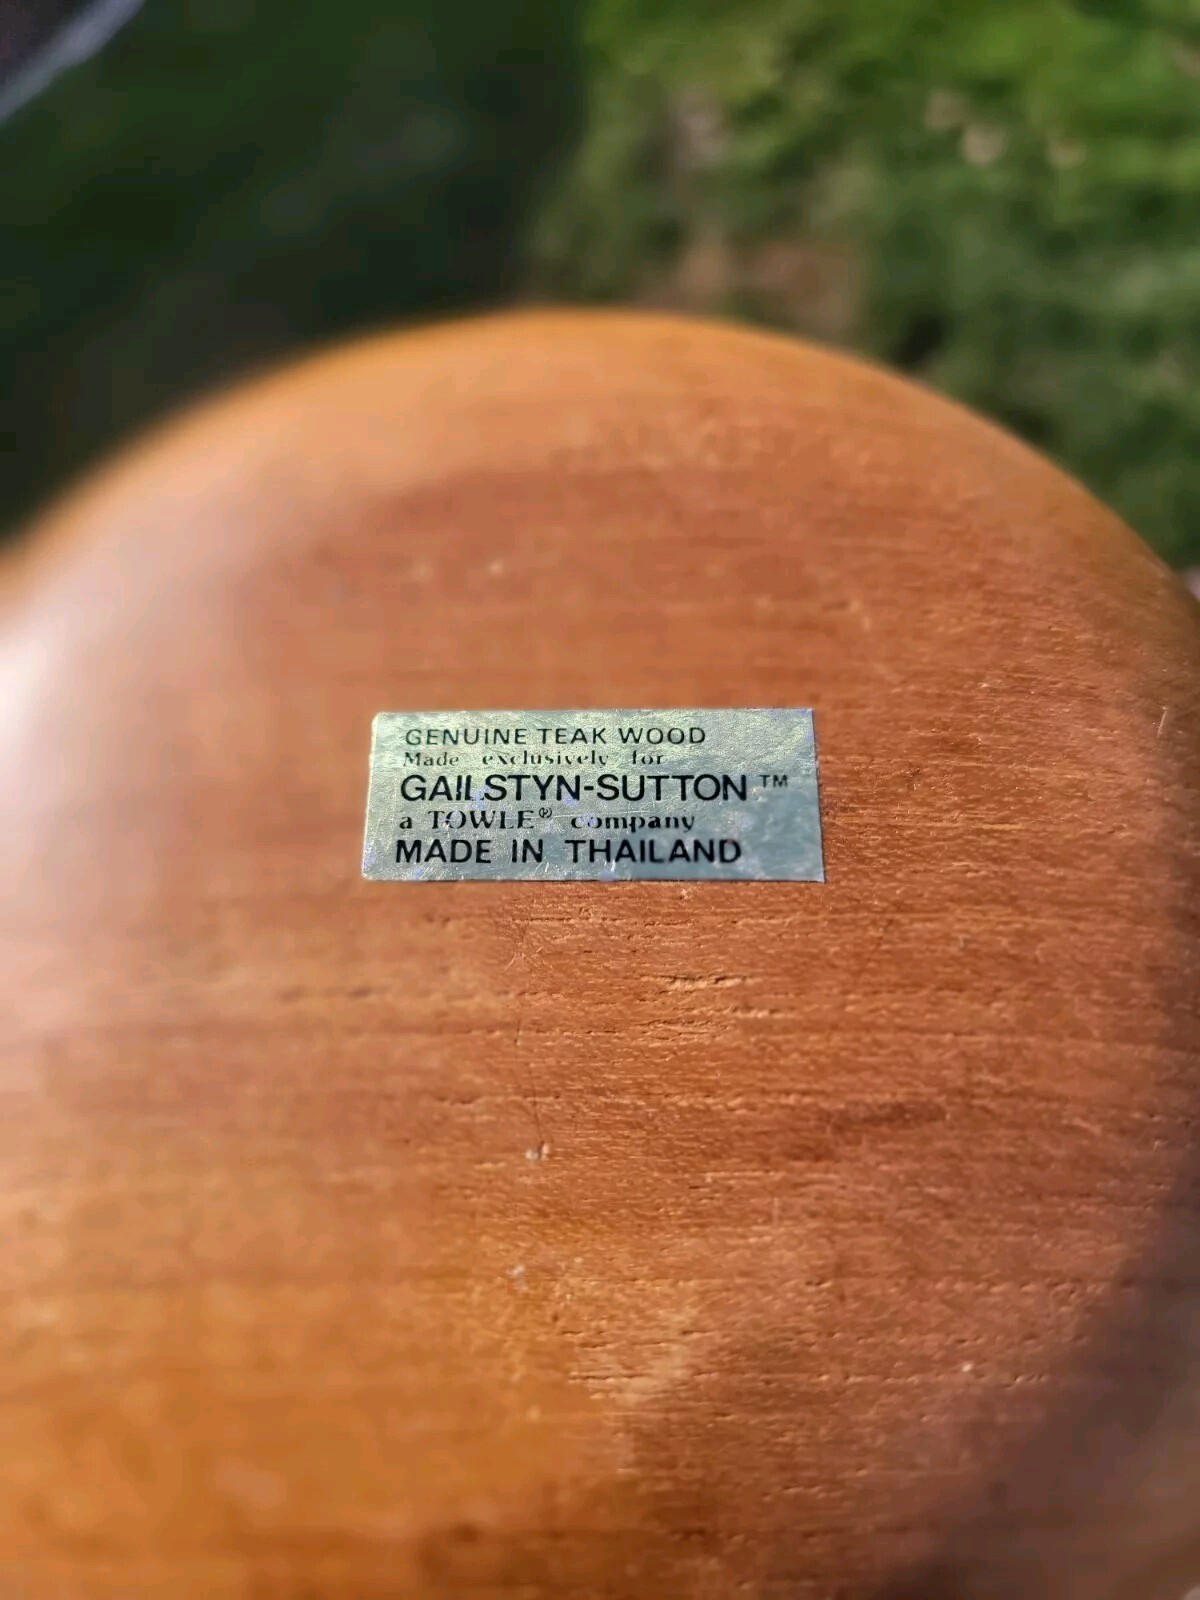 GENUINE TEAK WOOD
Made exclusively for
GAILSTYN-SUTTON™
a TOWLE® company
MADE IN THAILAND